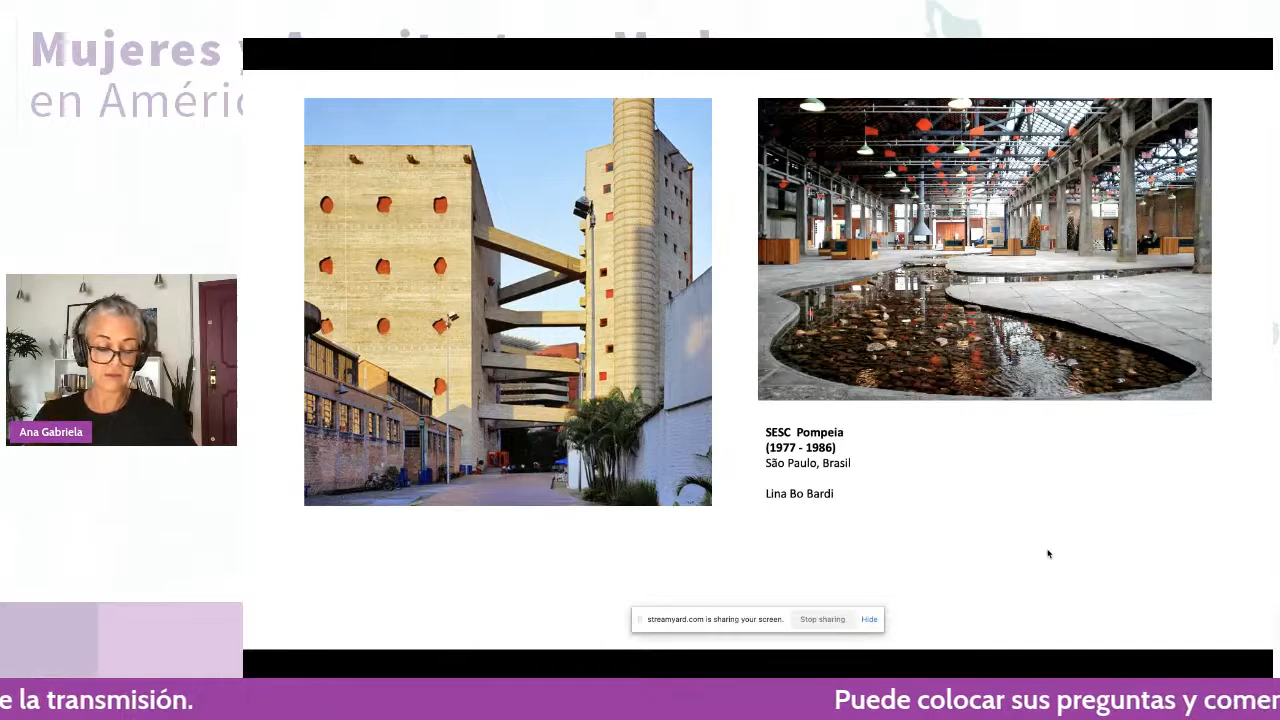 Mujeres y
en Améric
SESC Pompeia
(1977 - 1986)
São Paulo, Brasil
Lina Bo Bardi
Ana Gabriela
streamyard.com is sharing your screen. Stop sharing Hide
e la transmisión. Puede colocar sus preguntas y comer